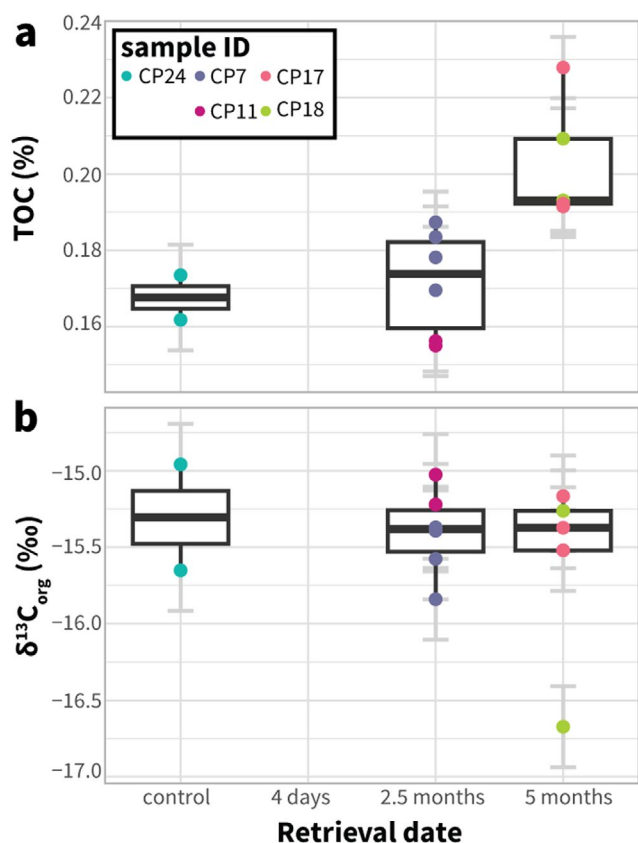 a
sample ID
CP24 CP7 CP17
CP11 CP18
TOC (%)
0.24
0.22
0.20
0.18
0.16
b
δ¹³Corg (‰)
−15.0
−15.5
−16.0
−16.5
−17.0
control 4 days 2.5 months 5 months
Retrieval date